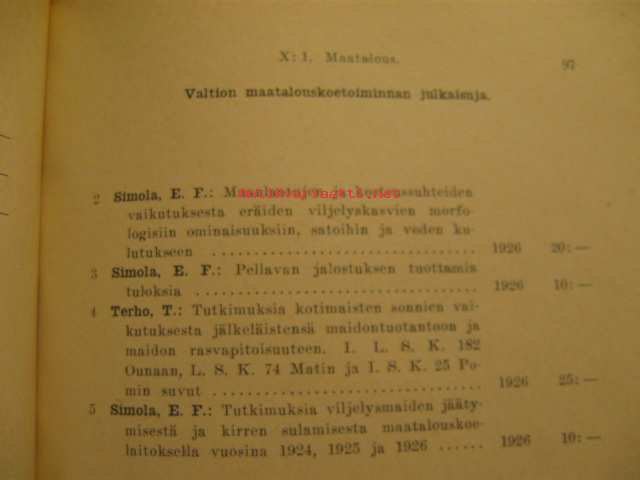 X: I. Maatalous.
97
Valtion maatalouskoetoiminnan julkaisuja.
2 Simola, E. F.: Maanlaatujen ja kosteussuhteiden
vaikutuksesta eräiden viljelyskasvien morfo-
logisiin ominaisuuksiin, satoihin ja veden ku-
lutukseen .............................. 1926 20: —
3 Simola, E. F.: Pellavan jalostuksen tuottamia
tuloksia .................................. 1926 10: —
4 Terho, T.: Tutkimuksia kotimaisten sonnien vai-
kutuksesta jälkeläistensä maidontuotantoon ja
maidon rasvapitoisuuteen. I. L. S. K. 182
Ounaan, L. S. K. 74 Matin ja I. S. K. 25 Po-
min suvut ................................ 1926 25: —
5 Simola, E. F.: Tutkimuksia viljelysmaiden jääty-
misestä ja kirren sulamisesta maatalouskoe-
laitoksella vuosina 1924, 1925 ja 1926 ...... 1926 10: —